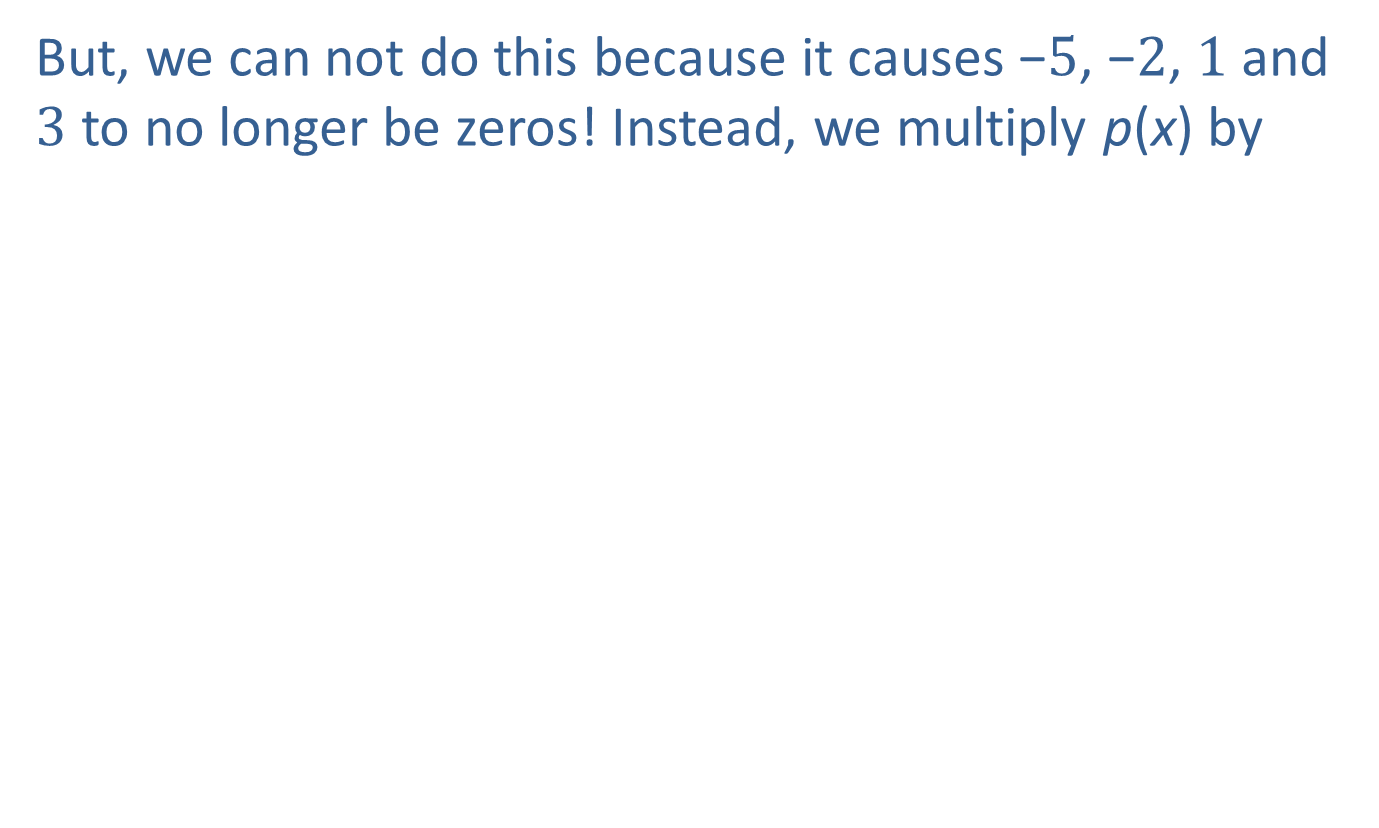 But, we can not do this because it causes −5, −2, 1 and
3 to no longer be zeros! Instead, we multiply p(x) by